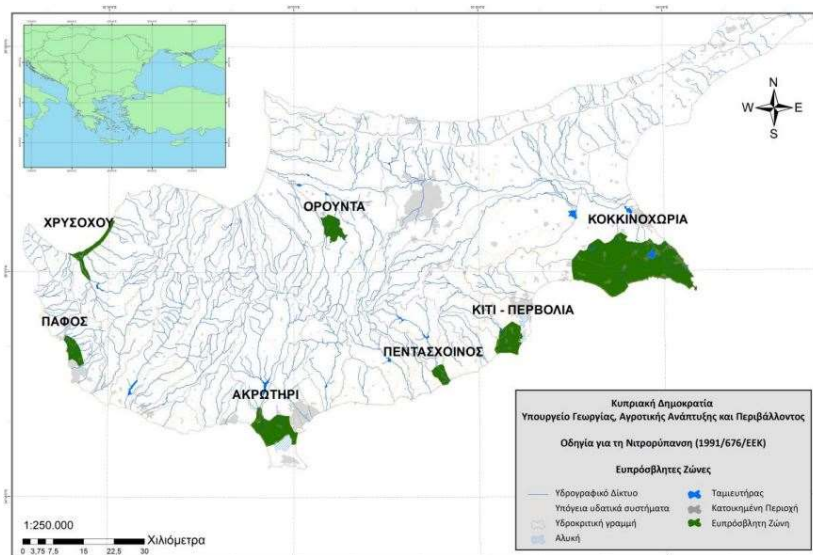 N
W E
S
ΧΡΥΣΟΧΟΥ
ΟΡΟΥΝΤΑ
ΚΟΚΚΙΝΟΧΩΡΙΑ
ΠΑΦΟΣ
ΚΙΤΙ - ΠΕΡΒΟΛΙΑ
ΠΕΝΤΑΣΧΟΙΝΟΣ
ΑΚΡΩΤΗΡΙ
Κυπριακή Δημοκρατία
Υπουργείο Γεωργίας, Αγροτικής Ανάπτυξης και Περιβάλλοντος
Οδηγία για τη Νιτρορύπανση (1991/676/ΕΕΚ)
Ευπρόσβλητες Ζώνες
Υδρογραφικό Δίκτυο
Υπόγεια υδατικά συστήματα
Υδροκριτική γραμμή
Αλυκή
Ταμιευτήρας
Κατοικημένη Περιοχή
Ευπρόσβλητη Ζώνη
1:250.000
Χιλιόμετρα
0 3,75 7,5 15 22,5 30